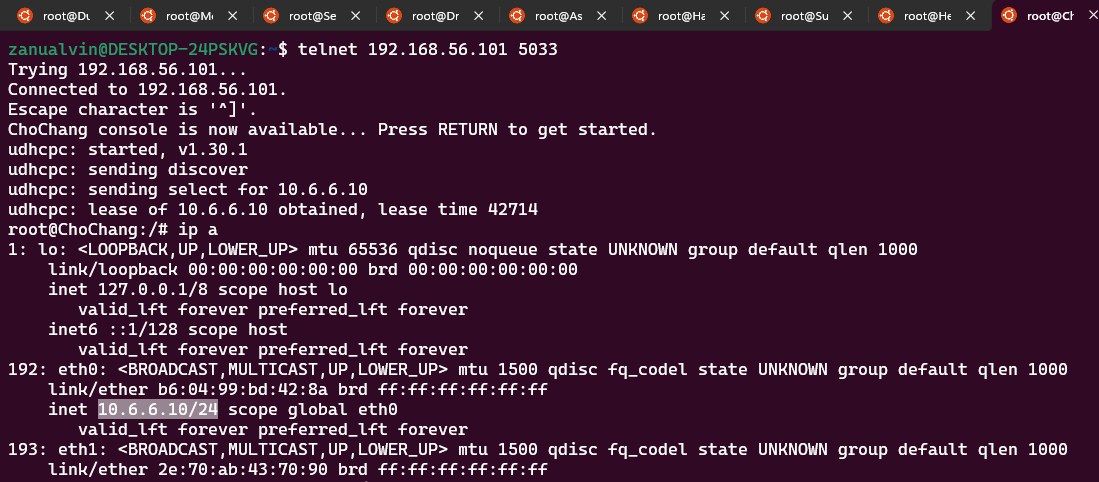 root@Du
root@Mo
root@Se
root@Dr
root@As
root@Ha
root@Su
root@He
root@Ch
zanualvin@DESKTOP-24PSKVG:~$ telnet 192.168.56.101 5033
Trying 192.168.56.101...
Connected to 192.168.56.101.
Escape character is '^]'.
ChoChang console is now available... Press RETURN to get started.
udhcpc: started, v1.30.1
udhcpc: sending discover
udhcpc: sending select for 10.6.6.10
udhcpc: lease of 10.6.6.10 obtained, lease time 42714
root@ChoChang:/# ip a
1: lo: <LOOPBACK,UP,LOWER_UP> mtu 65536 qdisc noqueue state UNKNOWN group default qlen 1000
    link/loopback 00:00:00:00:00:00 brd 00:00:00:00:00:00
    inet 127.0.0.1/8 scope host lo
       valid_lft forever preferred_lft forever
    inet6 ::1/128 scope host
       valid_lft forever preferred_lft forever
192: eth0: <BROADCAST,MULTICAST,UP,LOWER_UP> mtu 1500 qdisc fq_codel state UNKNOWN group default qlen 1000
    link/ether b6:04:99:bd:42:8a brd ff:ff:ff:ff:ff:ff
    inet 10.6.6.10/24 scope global eth0
       valid_lft forever preferred_lft forever
193: eth1: <BROADCAST,MULTICAST,UP,LOWER_UP> mtu 1500 qdisc fq_codel state UNKNOWN group default qlen 1000
    link/ether 2e:70:ab:43:70:90 brd ff:ff:ff:ff:ff:ff